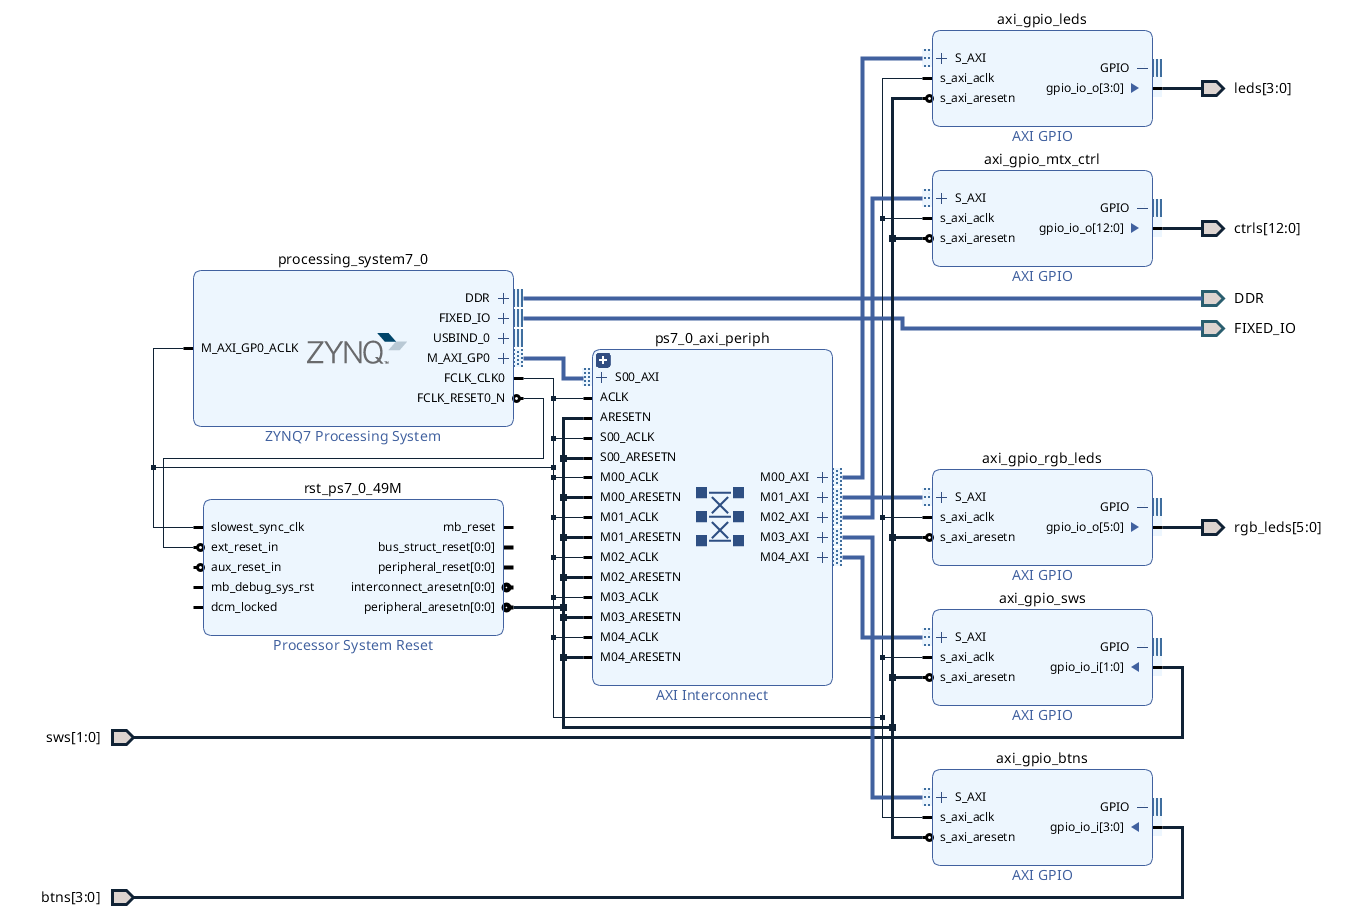 axi_gpio_leds
S_AXI
s_axi_aclk
s_axi_aresetn
GPIO
gpio_io_o[3:0]
AXI GPIO
leds[3:0]
axi_gpio_mtx_ctrl
S_AXI
s_axi_aclk
s_axi_aresetn
GPIO
gpio_io_o[12:0]
AXI GPIO
ctrls[12:0]
DDR
FIXED_IO
processing_system7_0
M_AXI_GP0_ACLK
ZYNQ
DDR
FIXED_IO
USBIND_0
M_AXI_GP0
FCLK_CLK0
FCLK_RESET0_N
ZYNQ7 Processing System
rst_ps7_0_49M
slowest_sync_clk
ext_reset_in
aux_reset_in
mb_debug_sys_rst
dcm_locked
mb_reset
bus_struct_reset[0:0]
peripheral_reset[0:0]
interconnect_aresetn[0:0]
peripheral_aresetn[0:0]
Processor System Reset
ps7_0_axi_periph
S00_AXI
ACLK
ARESETN
S00_ACLK
S00_ARESETN
M00_ACLK
M00_ARESETN
M01_ACLK
M01_ARESETN
M02_ACLK
M02_ARESETN
M03_ACLK
M03_ARESETN
M04_ACLK
M04_ARESETN
M00_AXI
M01_AXI
M02_AXI
M03_AXI
M04_AXI
AXI Interconnect
axi_gpio_rgb_leds
S_AXI
s_axi_aclk
s_axi_aresetn
GPIO
gpio_io_o[5:0]
AXI GPIO
rgb_leds[5:0]
axi_gpio_sws
S_AXI
s_axi_aclk
s_axi_aresetn
GPIO
gpio_io_i[1:0]
AXI GPIO
sws[1:0]
axi_gpio_btns
S_AXI
s_axi_aclk
s_axi_aresetn
GPIO
gpio_io_i[3:0]
AXI GPIO
btns[3:0]